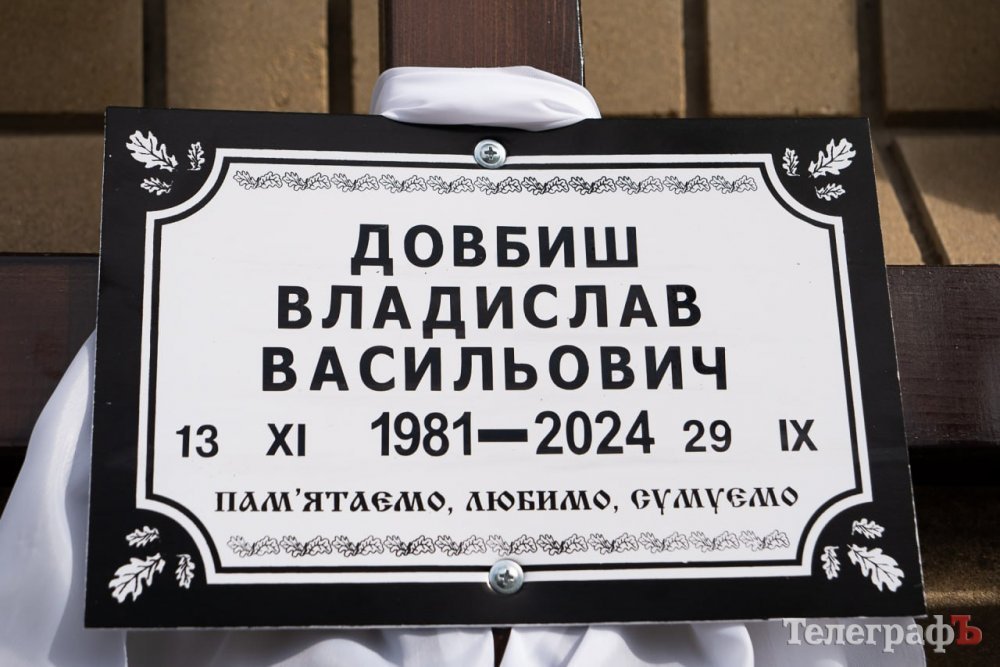 ДОВБИШ
ВЛАДИСЛАВ
ВАСИЛЬОВИЧ
13 XI 1981—2024 29 IX
ПАМ'ЯТАЄМО, ЛЮБИМО, СУМУЄМО
ТелеграфЪ